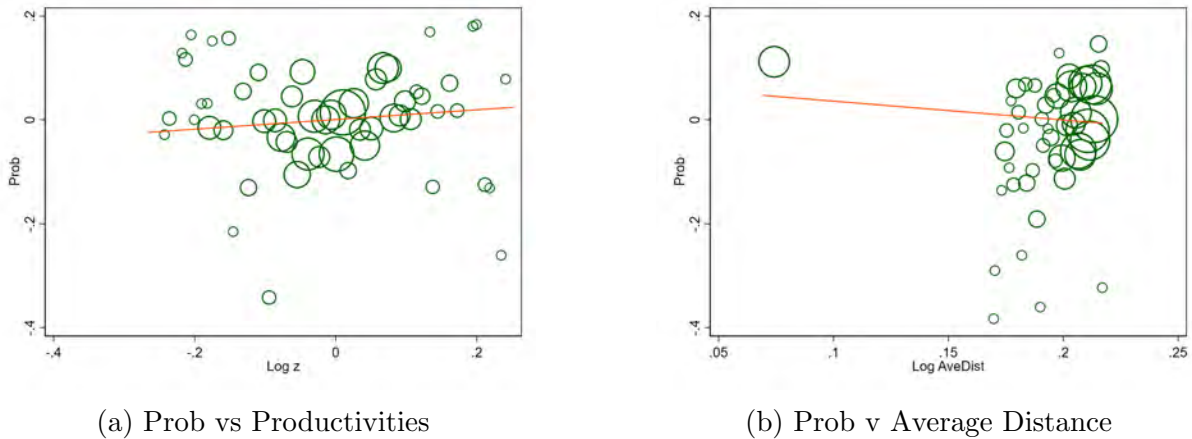 .2
0
-.2
-.4
Prob
-.4
-.2
0
.2
Log z
.2
0
-.2
-.4
Prob
.05
.1
.15
.2
.25
Log AveDist
(a) Prob vs Productivities
(b) Prob v Average Distance